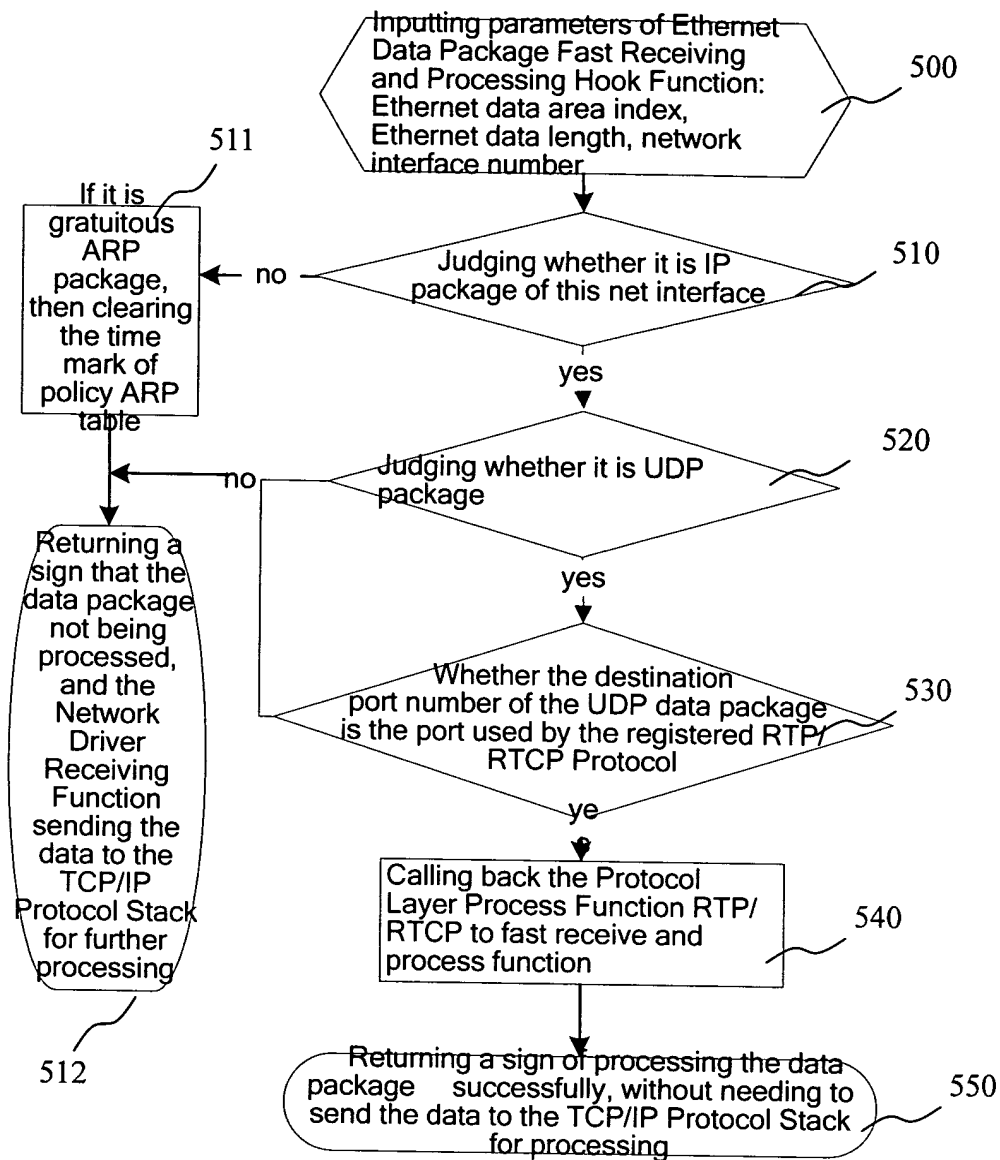 Inputting parameters of Ethernet
Data Package Fast Receiving
and Processing Hook Function:
Ethernet data area index,
Ethernet data length, network
interface number
500
511
If it is
gratuitous
ARP
package,
then clearing
the time
mark of
policy ARP
table
no
Judging whether it is IP
package of this net interface
510
yes
520
no
Judging whether it is UDP
package
yes
Returning a
sign that the
data package
not being
processed,
and the
Network
Driver
Receiving
Function
sending the
data to the
TCP/IP
Protocol Stack
for further
processing
512
Whether the destination
port number of the UDP data package
is the port used by the registered RTP/
RTCP Protocol
530
ye
Calling back the Protocol
Layer Process Function RTP/
RTCP to fast receive and
process function
540
Returning a sign of processing the data
package successfully, without needing to
send the data to the TCP/IP Protocol Stack
for processing
550